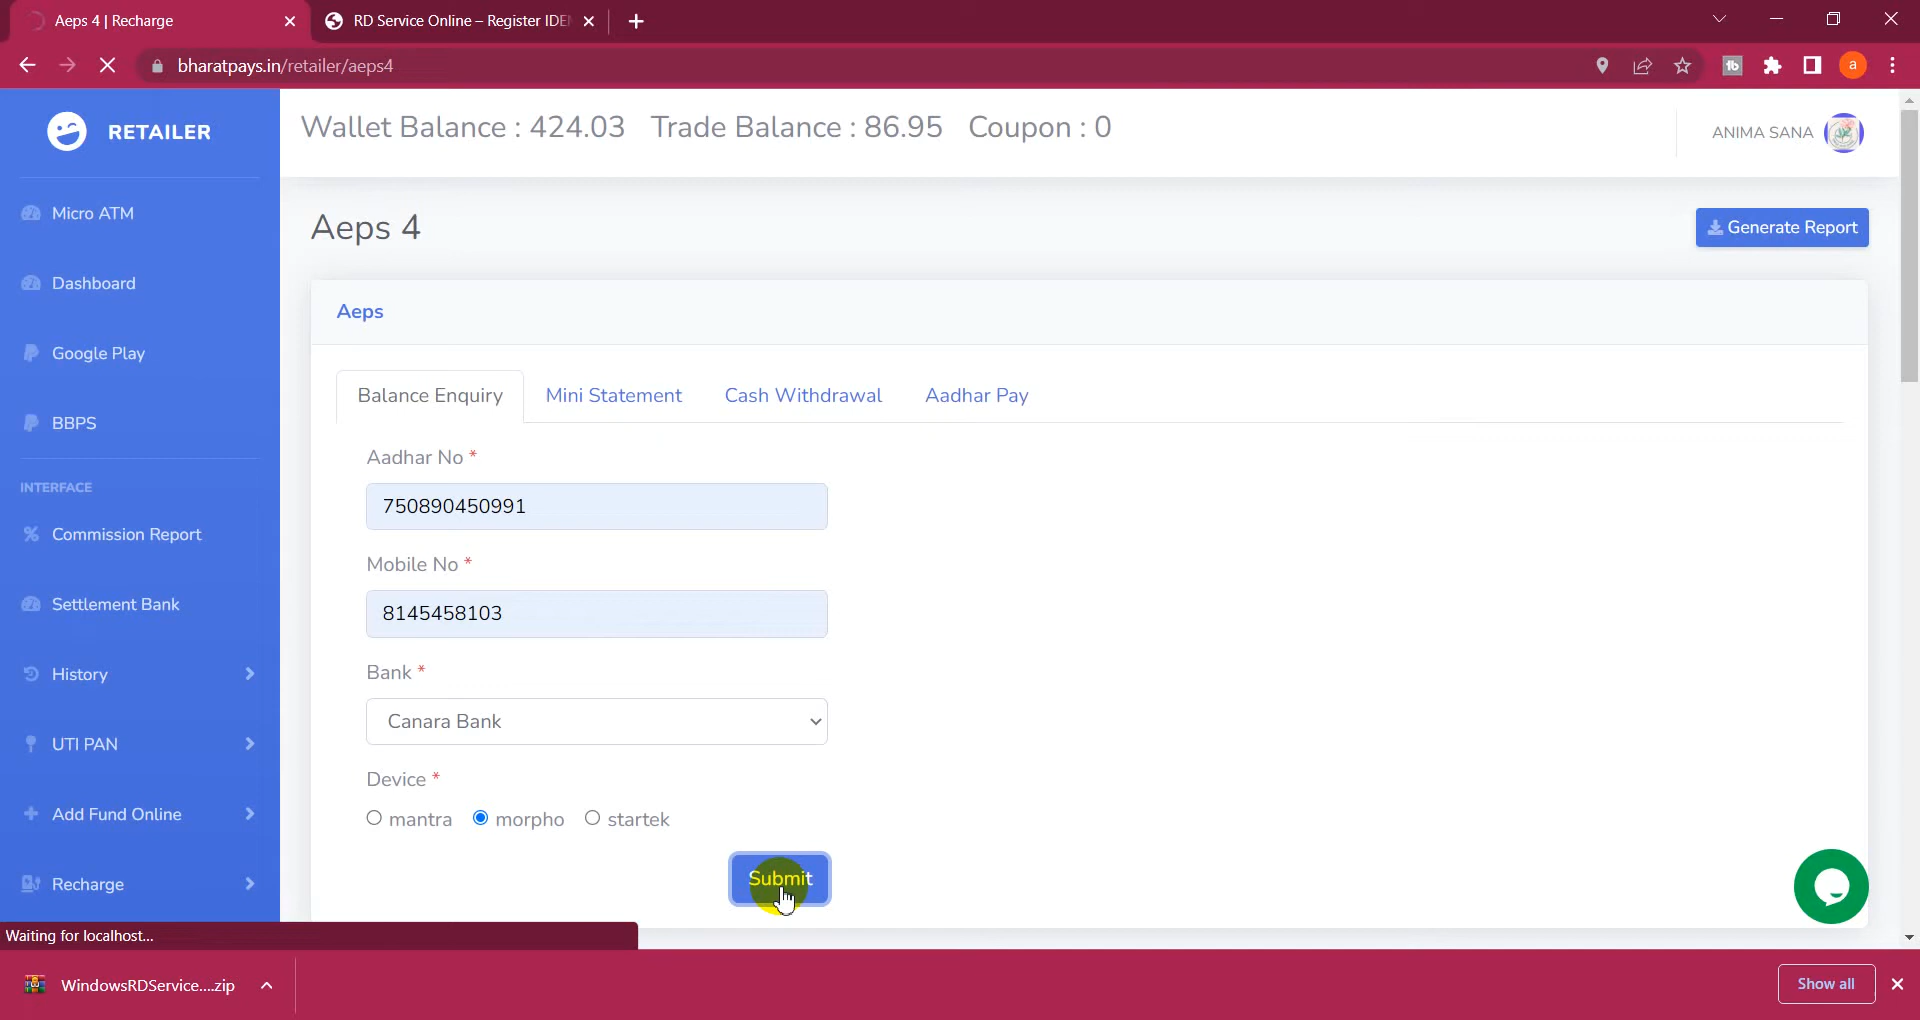 Aeps 4 | Recharge
RD Service Online – Register IDE
bharatpays.in/retailer/aeps4
a
RETAILER
Wallet Balance : 424.03 Trade Balance : 86.95 Coupon : 0
ANIMA SANA
Micro ATM
Dashboard
Google Play
BBPS
INTERFACE
Commission Report
Settlement Bank
History
UTI PAN
Add Fund Online
Recharge
Aeps 4
Generate Report
Aeps
Balance Enquiry Mini Statement Cash Withdrawal Aadhar Pay
Aadhar No *
750890450991
Mobile No *
8145458103
Bank *
Canara Bank
Device *
mantra morpho startek
Submit
Waiting for localhost...
WindowsRDService....zip
Show all